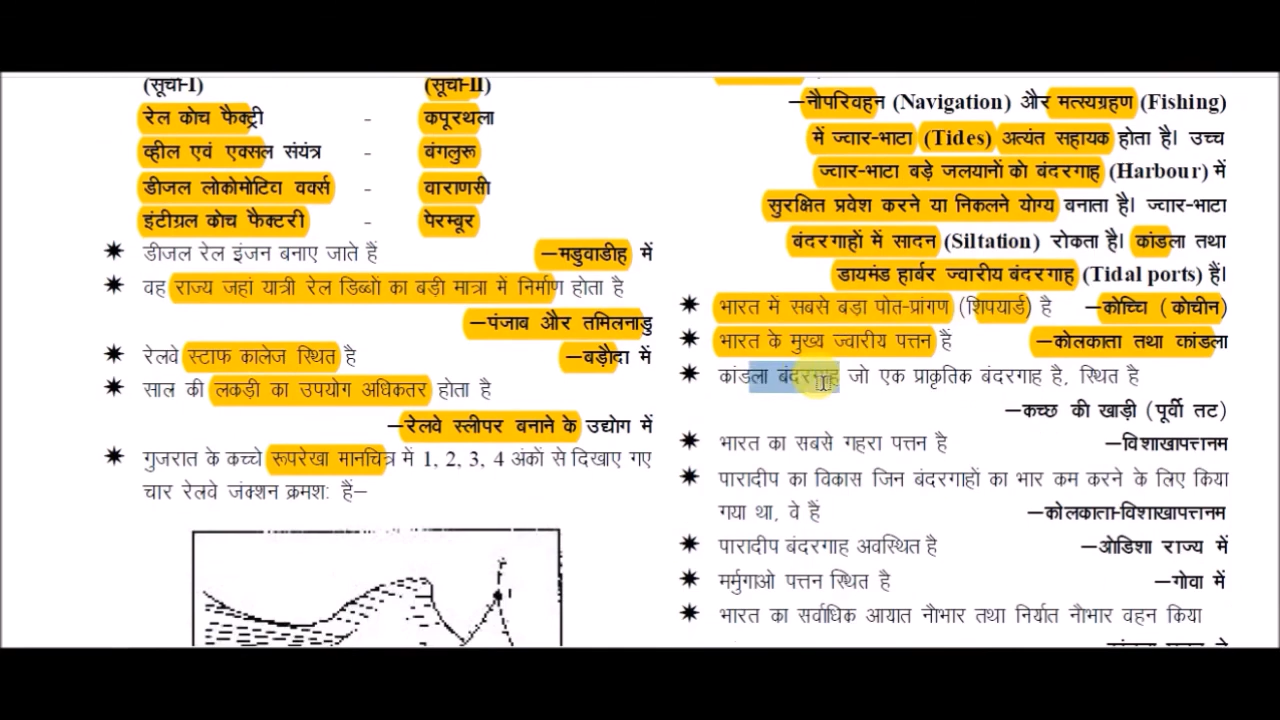 (सूची-I) (सूची-II)
रेल कोच फैक्ट्री - कपूरथला
व्हील एवं एक्सल संयंत्र - बंगलुरू
डीजल लोकोमोटिव वर्क्स - वाराणसी
इंटीग्रल कोच फैक्टरी - पेरम्बूर
✷ डीजल रेल इंजन बनाए जाते हैं –मडुवाडीह में
✷ वह राज्य जहां यात्री रेल डिब्बों का बड़ी मात्रा में निर्माण होता है
–पंजाब और तमिलनाडु
✷ रेलवे स्टाफ कालेज स्थित है –बड़ौदा में
✷ साल की लकड़ी का उपयोग अधिकतर होता है
–रेलवे स्लीपर बनाने के उद्योग में
✷ गुजरात के कच्चे रूपरेखा मानचित्र में 1, 2, 3, 4 अंकों से दिखाए गए
चार रेलवे जंक्शन क्रमश: हैं–
–नौपरिवहन (Navigation) और मत्स्यग्रहण (Fishing)
में ज्वार-भाटा (Tides) अत्यंत सहायक होता है। उच्च
ज्वार-भाटा बड़े जलयानों को बंदरगाह (Harbour) में
सुरक्षित प्रवेश करने या निकलने योग्य बनाता है। ज्वार-भाटा
बंदरगाहों में सादन (Siltation) रोकता है। कांडला तथा
डायमंड हार्बर ज्वारीय बंदरगाह (Tidal ports) हैं।
✷ भारत में सबसे बड़ा पोत-प्रांगण (शिपयार्ड) है –कोच्चि (कोचीन)
✷ भारत के मुख्य ज्वारीय पत्तन हैं –कोलकाता तथा कांडला
✷ कांडला बंदरगाह जो एक प्राकृतिक बंदरगाह है, स्थित है
–कच्छ की खाड़ी (पूर्वी तट)
✷ भारत का सबसे गहरा पत्तन है –विशाखापत्तनम
✷ पारादीप का विकास जिन बंदरगाहों का भार कम करने के लिए किया
गया था, वे हैं –कोलकाता-विशाखापत्तनम
✷ पारादीप बंदरगाह अवस्थित है –ओडिशा राज्य में
✷ मर्मुगाओ पत्तन स्थित है –गोवा में
✷ भारत का सर्वाधिक आयात नौभार तथा निर्यात नौभार वहन किया